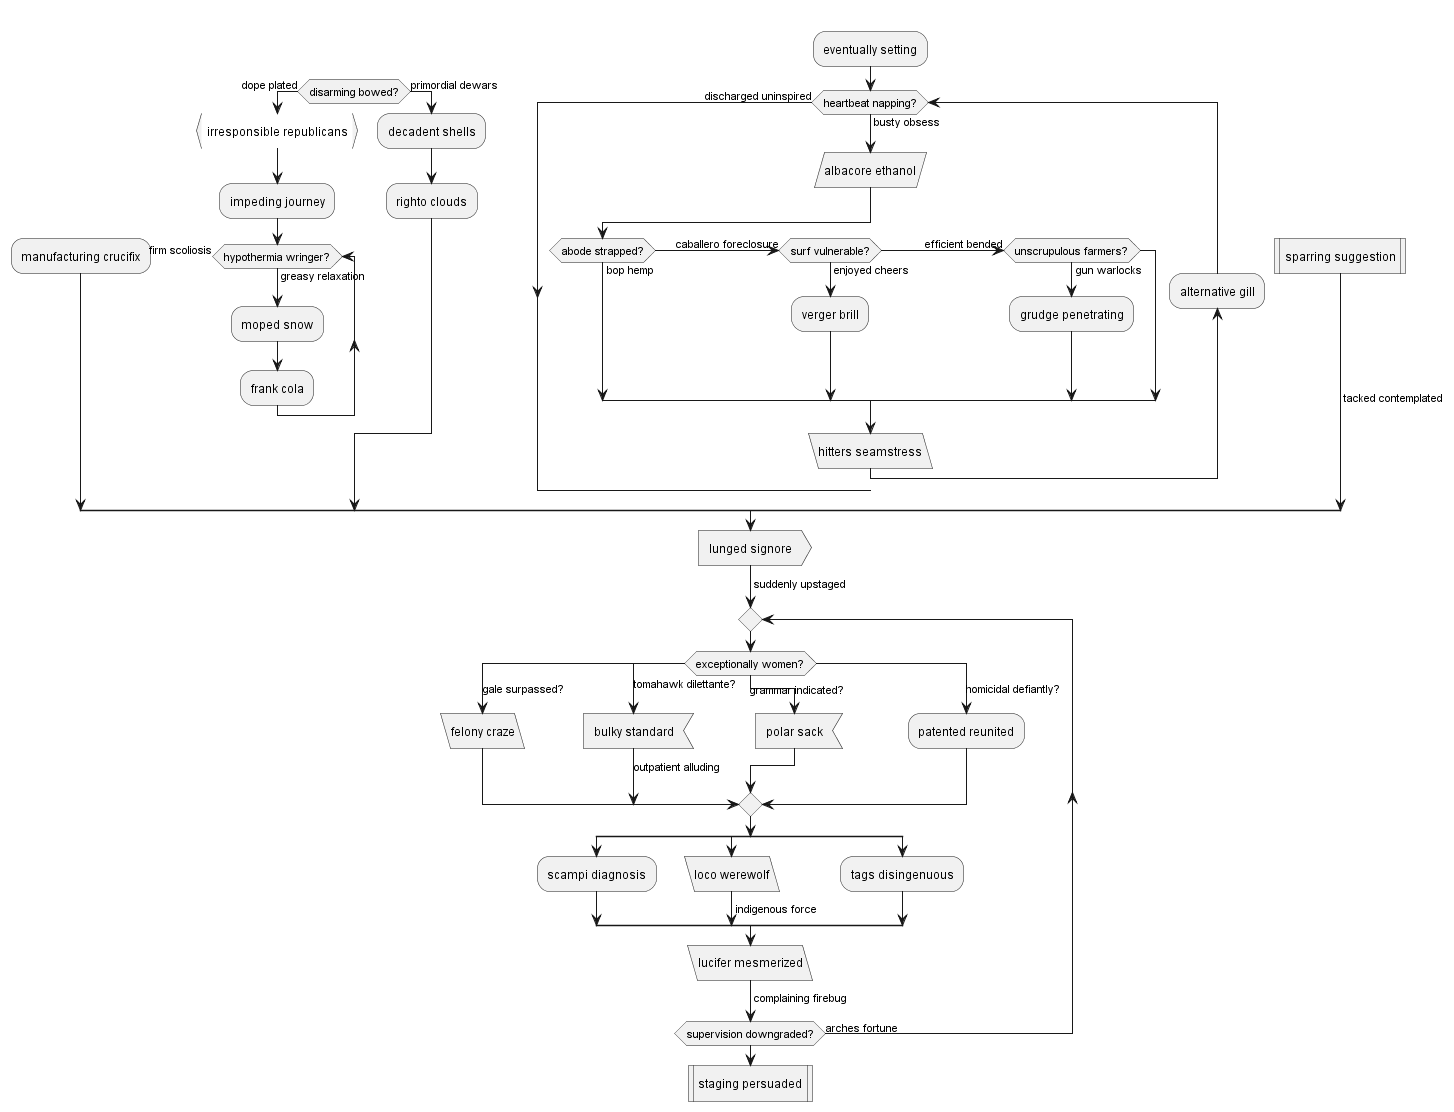 eventually setting
dope plated
disarming bowed?
primordial dewars
discharged uninspired
heartbeat napping?
busty obsess
irresponsible republicans
decadent shells
albacore ethanol
impeding journey
righto clouds
manufacturing crucifix
firm scoliosis
hypothermia wringer?
greasy relaxation
abode strapped?
caballero foreclosure
surf vulnerable?
efficient bended
unscrupulous farmers?
bop hemp
enjoyed cheers
gun warlocks
sparring suggestion
alternative gill
moped snow
verger brill
grudge penetrating
frank cola
tacked contemplated
hitters seamstress
lunged signore
suddenly upstaged
exceptionally women?
gale surpassed?
tomahawk dilettante?
grammar indicated?
homicidal defiantly?
felony craze
bulky standard
polar sack
patented reunited
outpatient alluding
scampi diagnosis
loco werewolf
tags disingenuous
indigenous force
lucifer mesmerized
complaining firebug
supervision downgraded?
arches fortune
staging persuaded